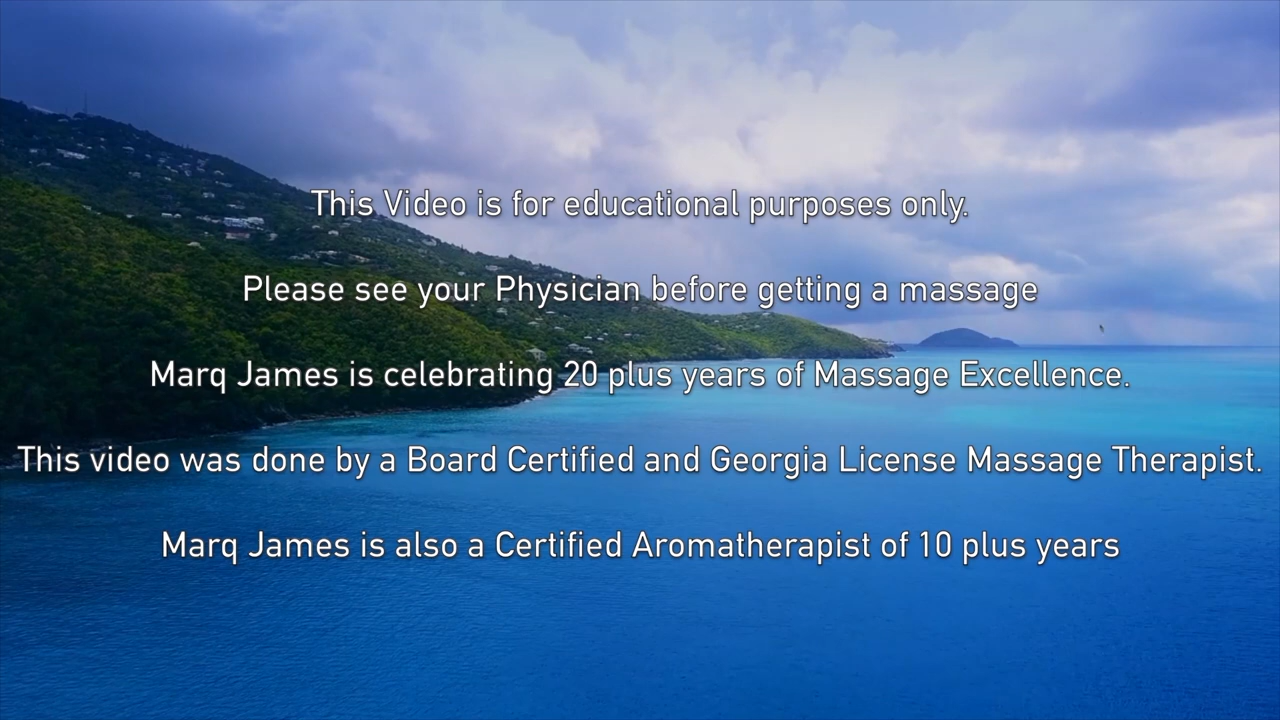 This Video is for educational purposes only.
Please see your Physician before getting a massage
Marq James is celebrating 20 plus years of Massage Excellence.
This video was done by a Board Certified and Georgia License Massage Therapist.
Marq James is also a Certified Aromatherapist of 10 plus years